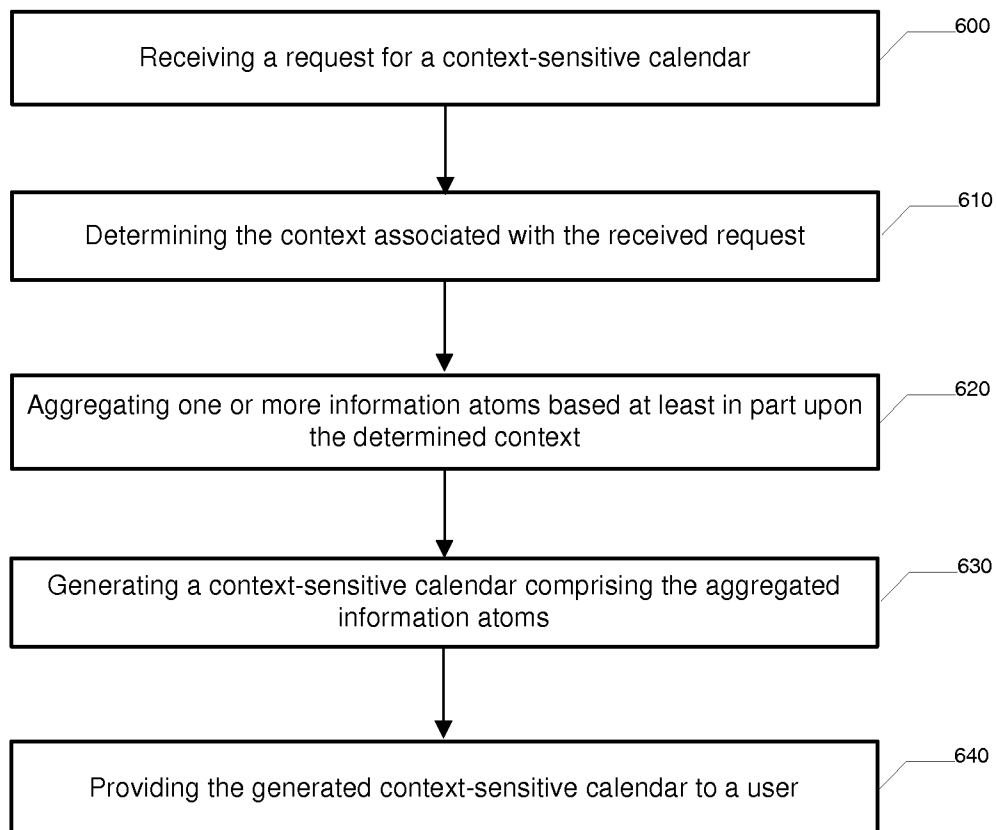 Receiving a request for a context-sensitive calendar
600
Determining the context associated with the received request
610
Aggregating one or more information atoms based at least in part upon
the determined context
620
Generating a context-sensitive calendar comprising the aggregated
information atoms
630
Providing the generated context-sensitive calendar to a user
640